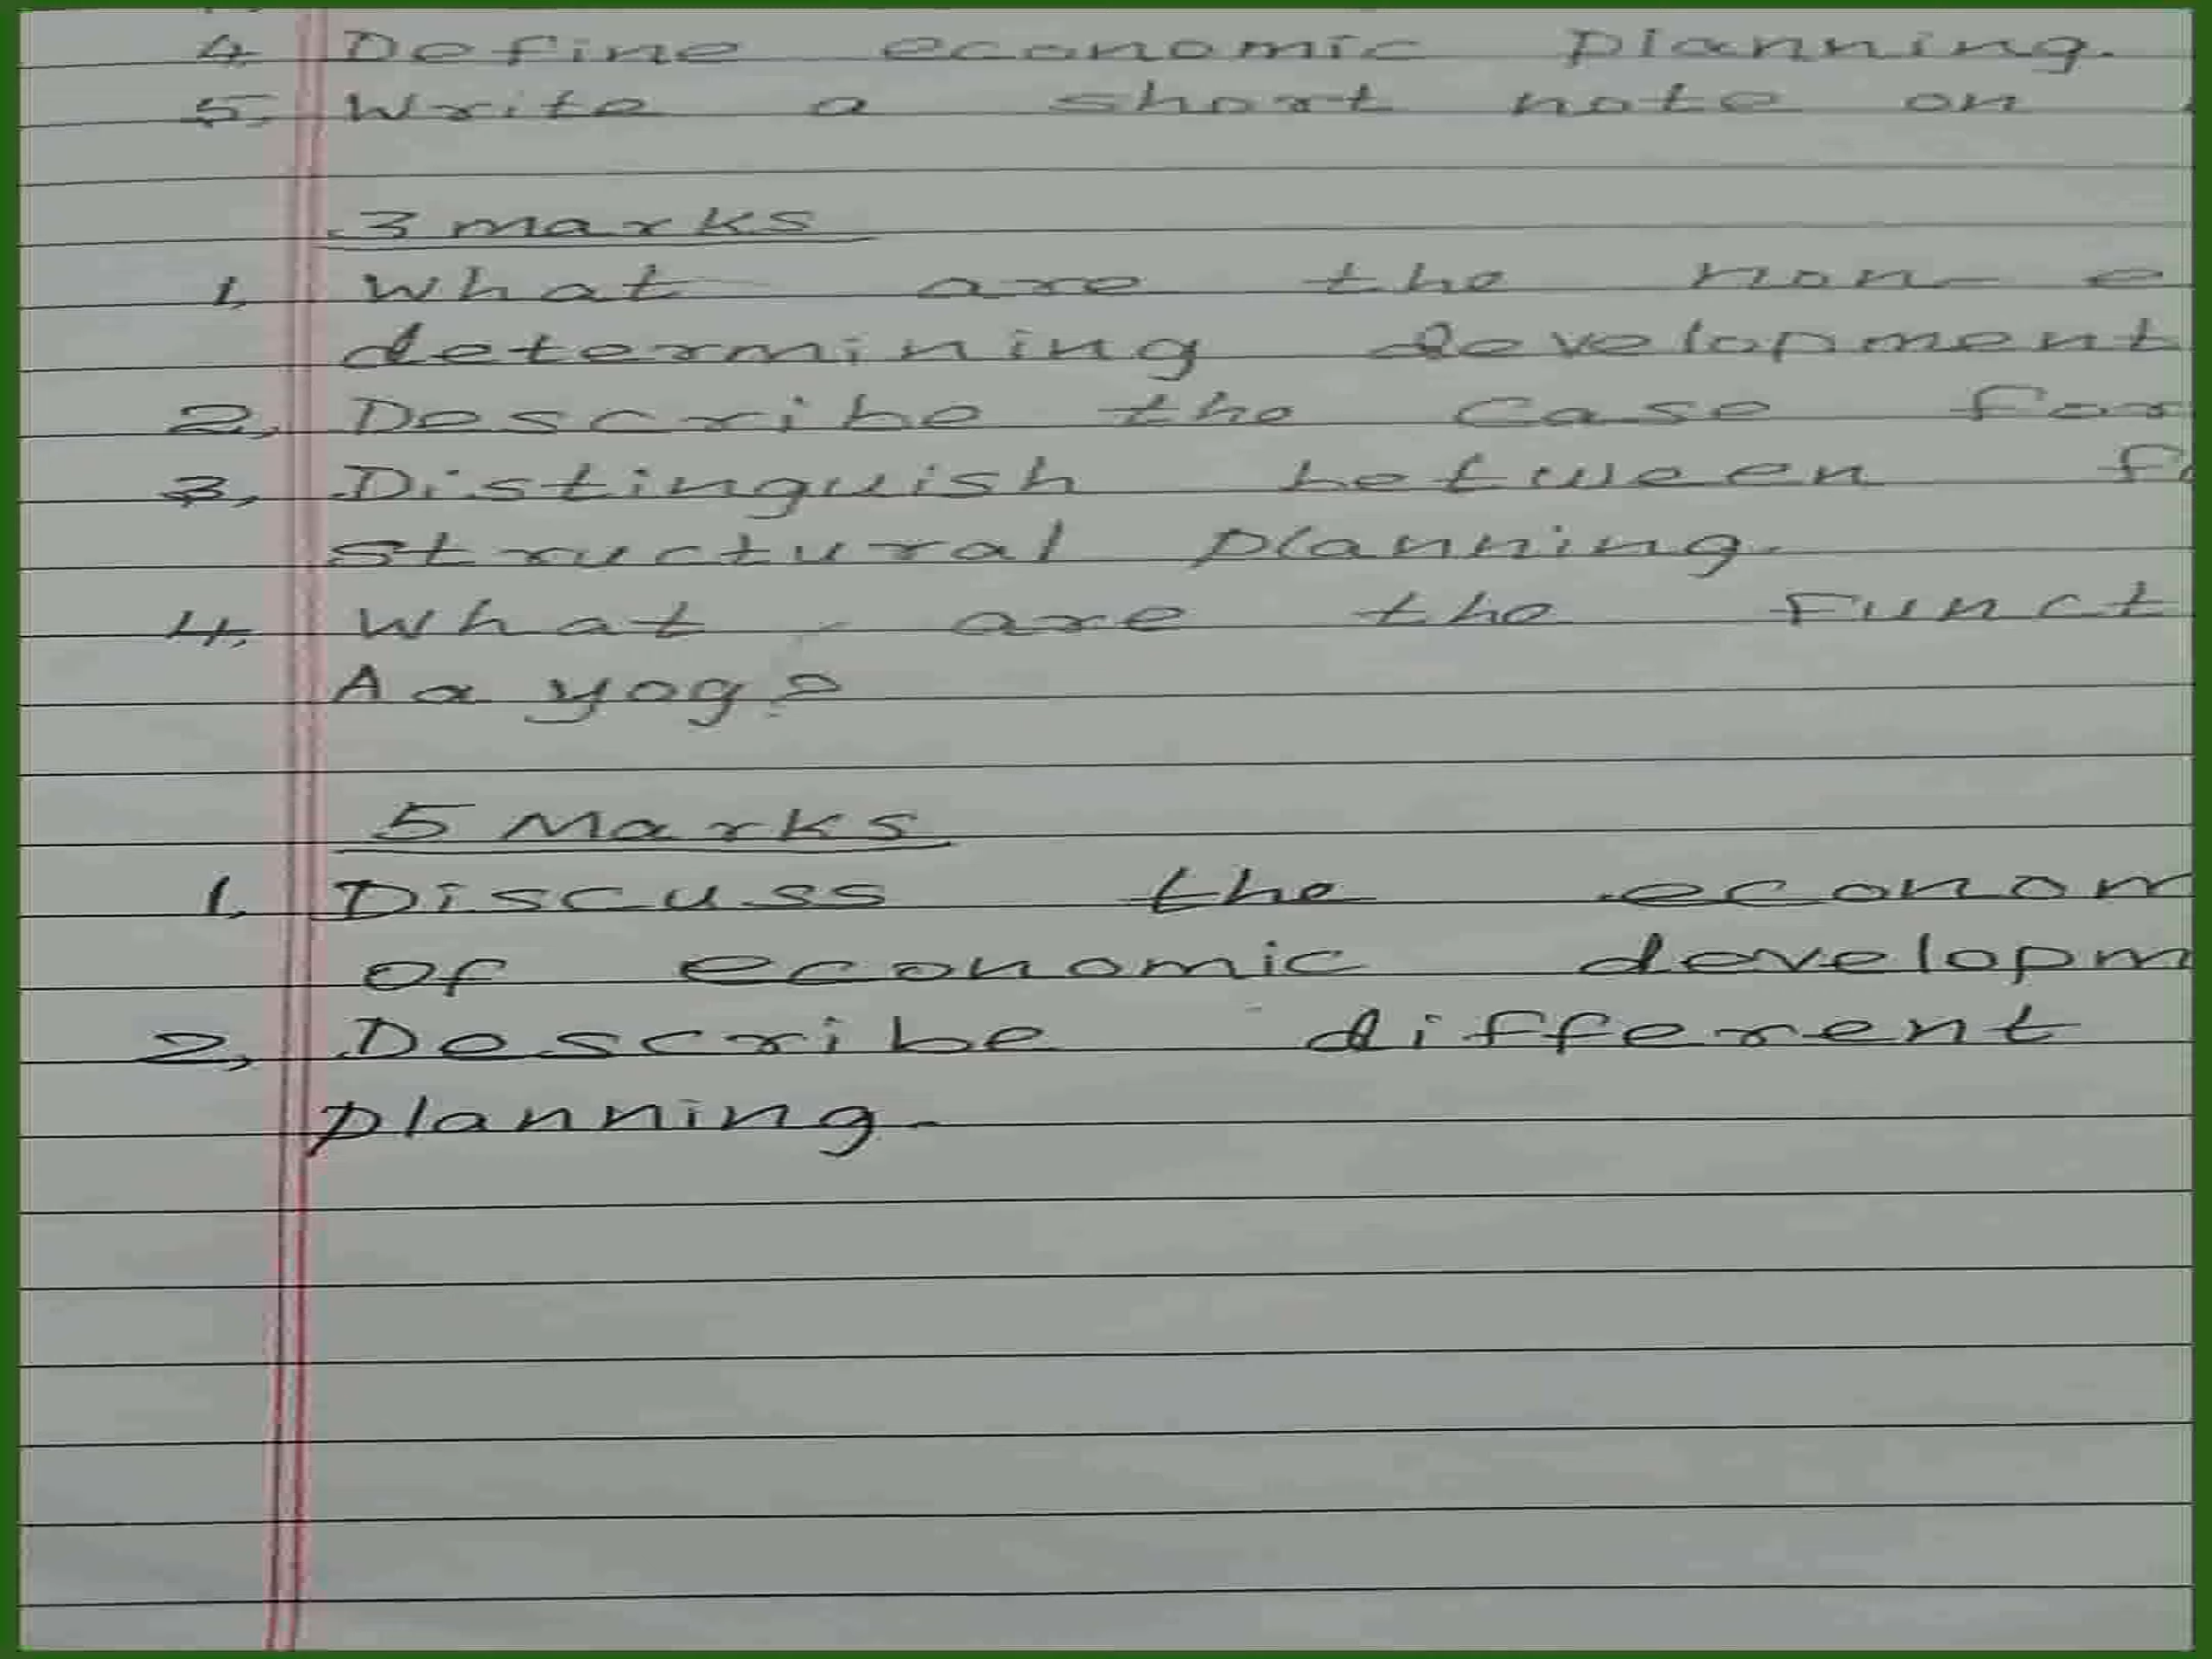 4. Define economic planning.
5. Write a short note on
3 marks
1. What are the non- e
determining development
2. Describe the Case for
3. Distinguish between f
structural planning.
4. What are the Funct
Aayog?
5 Marks
1. Discuss the econom
of economic developm
2. Describe different
planning.